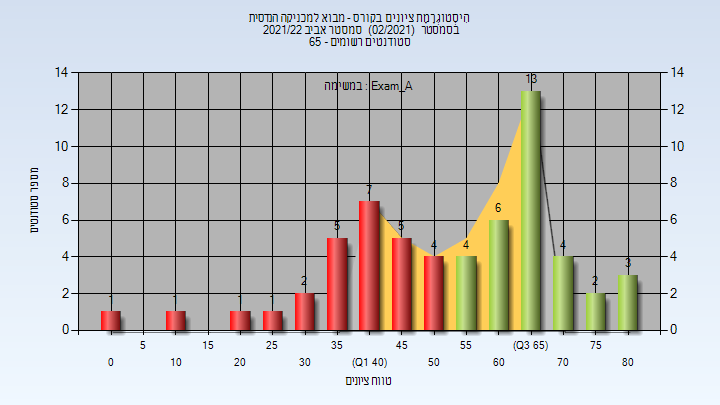 היסטוגרמת ציונים בקורס - מבוא למכניקה הנדסית
בסמסטר (02/2021) סמסטר אביב 2021/22
סטודנטים רשומים - 65
במשימה : Exam_A
מספר סטודנטים
14 12 10 8 6 4 2 0
14 12 10 8 6 4 2 0
1 1 1 1 2 5 7 5 4 4 6 13 4 2 3
5 15 25 35 45 55 (Q3 65) 75
0 10 20 30 (Q1 40) 50 60 70 80
טווח ציונים